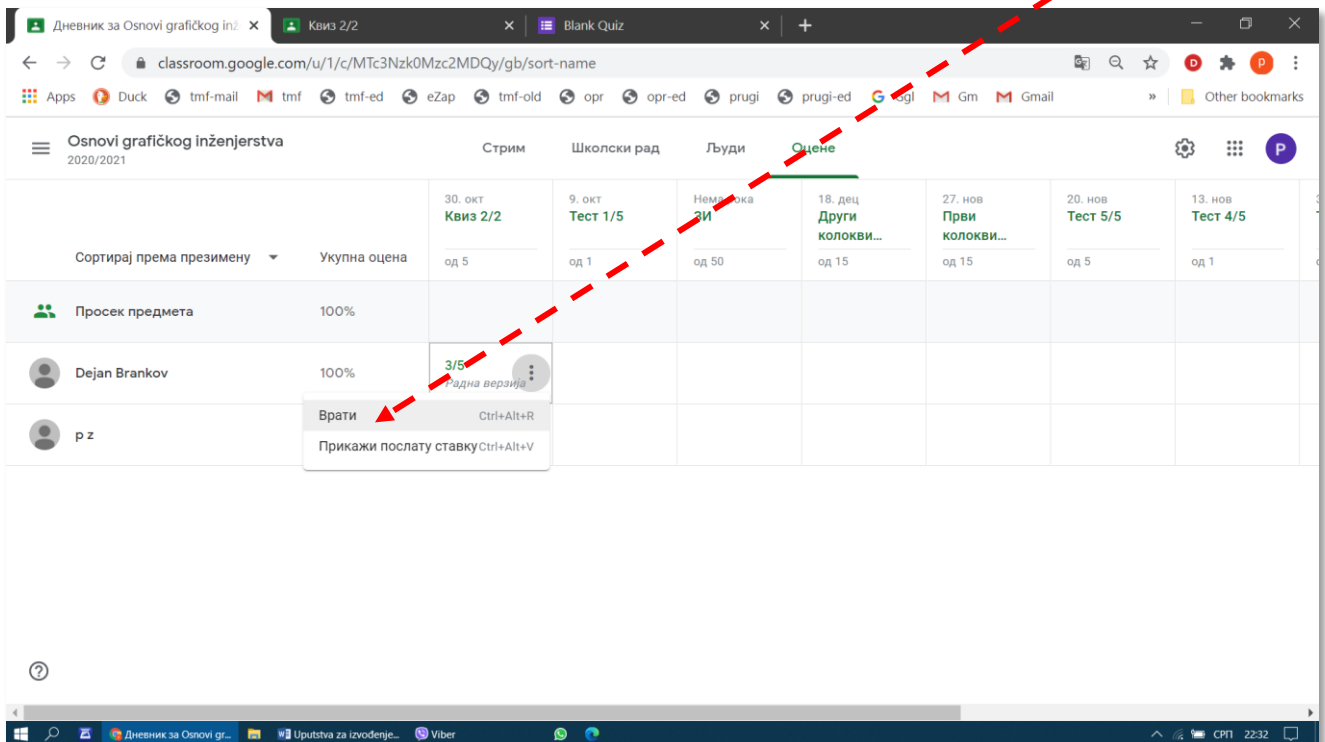 Дневник за Osnovi grafičkog inž
Квиз 2/2
Blank Quiz
classroom.google.com/u/1/c/MTc3Nzk0Mzc2MDQy/gb/sort-name
Apps Duck tmf-mail tmf tmf-ed eZap tmf-old opr opr-ed prugi prugi-ed Ggl Gm Gmail » Other bookmarks
Osnovi grafičkog inženjerstva
2020/2021
Стрим Школски рад Људи Оцене
P
30. окт 9. окт 18. дец 27. нов 20. нов 13. нов
Квиз 2/2 Тест 1/5 ЗИ Други колокви... Први колокви... Тест 5/5 Тест 4/5
Сортирај према презимену Укупна оцена од 5 од 1 од 50 од 15 од 15 од 5 од 1
Просек предмета 100%
Dejan Brankov 100% 3/5
Радна верзија
Врати Ctrl+Alt+R
p z
Прикажи послату ставку Ctrl+Alt+V
Дневник за Osnovi gr... Uputstva za izvođenje... Viber СРП 22:32